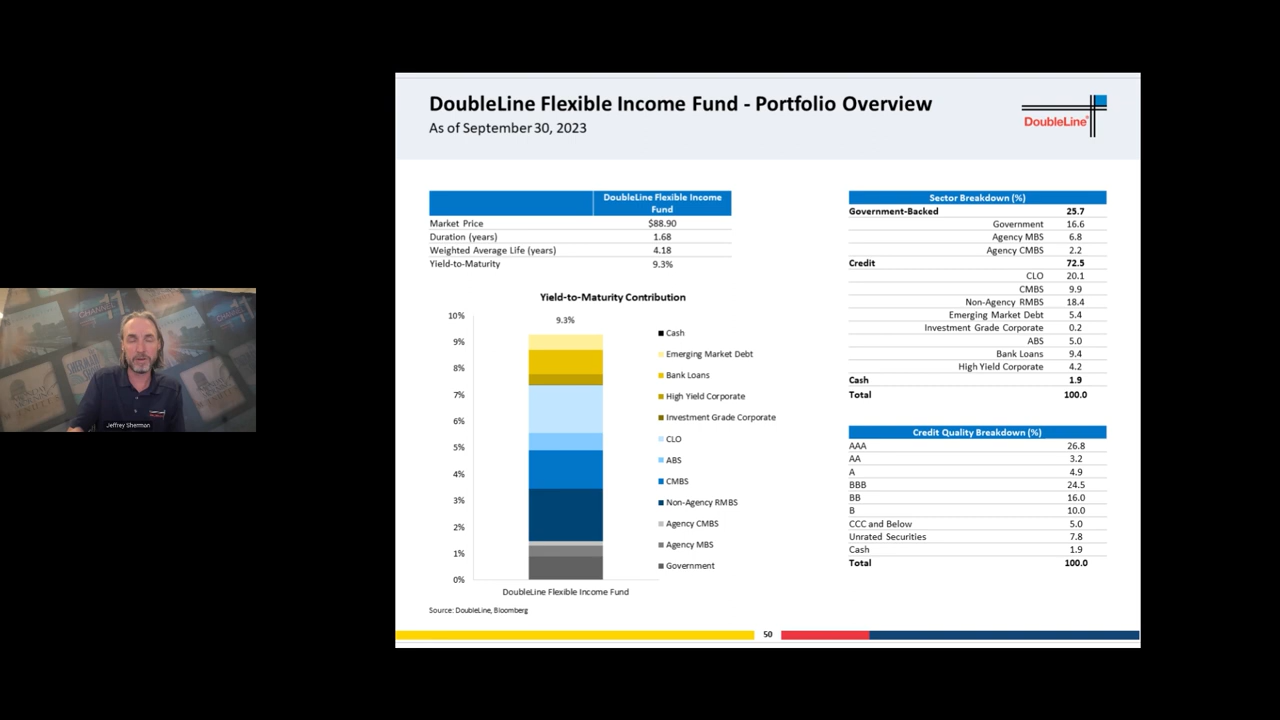 DoubleLine Flexible Income Fund - Portfolio Overview
As of September 30, 2023
DoubleLine®
DoubleLine Flexible Income
Fund
Market Price $88.90
Duration (years) 1.68
Weighted Average Life (years) 4.18
Yield-to-Maturity 9.3%
Yield-to-Maturity Contribution
10%
9%
8%
7%
6%
5%
4%
3%
2%
1%
0%
9.3%
Cash
Emerging Market Debt
Bank Loans
High Yield Corporate
Investment Grade Corporate
CLO
ABS
CMBS
Non-Agency RMBS
Agency CMBS
Agency MBS
Government
DoubleLine Flexible Income Fund
Source: DoubleLine, Bloomberg
Sector Breakdown (%)
Government-Backed 25.7
Government 16.6
Agency MBS 6.8
Agency CMBS 2.2
Credit 72.5
CLO 20.1
CMBS 9.9
Non-Agency RMBS 18.4
Emerging Market Debt 5.4
Investment Grade Corporate 0.2
ABS 5.0
Bank Loans 9.4
High Yield Corporate 4.2
Cash 1.9
Total 100.0
Credit Quality Breakdown (%)
AAA 26.8
AA 3.2
A 4.9
BBB 24.5
BB 16.0
B 10.0
CCC and Below 5.0
Unrated Securities 7.8
Cash 1.9
Total 100.0
50
Jeffrey Sherman